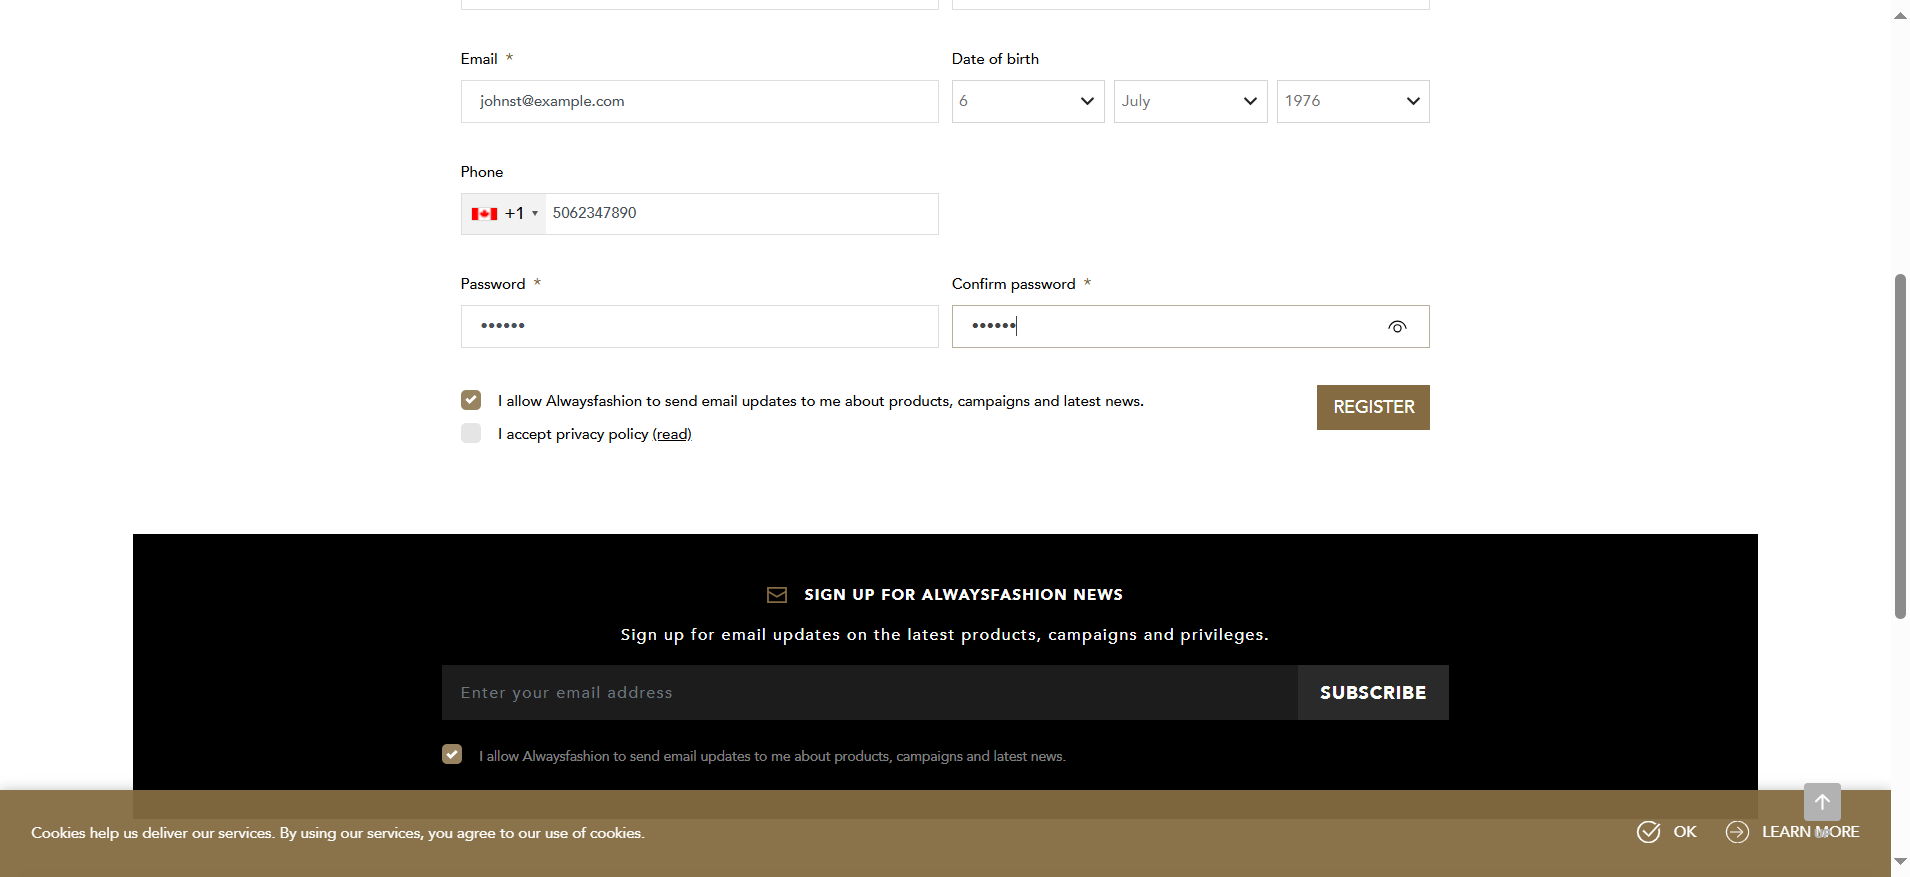 Email *
Date of birth
johnst@example.com
6
July
1976
Phone
+1
5062347890
Password *
Confirm password *
••••••
••••••
I allow Alwaysfashion to send email updates to me about products, campaigns and latest news.
REGISTER
I accept privacy policy (read)
SIGN UP FOR ALWAYSFASHION NEWS
Sign up for email updates on the latest products, campaigns and privileges.
Enter your email address
SUBSCRIBE
I allow Alwaysfashion to send email updates to me about products, campaigns and latest news.
Cookies help us deliver our services. By using our services, you agree to our use of cookies.
OK
LEARN MORE